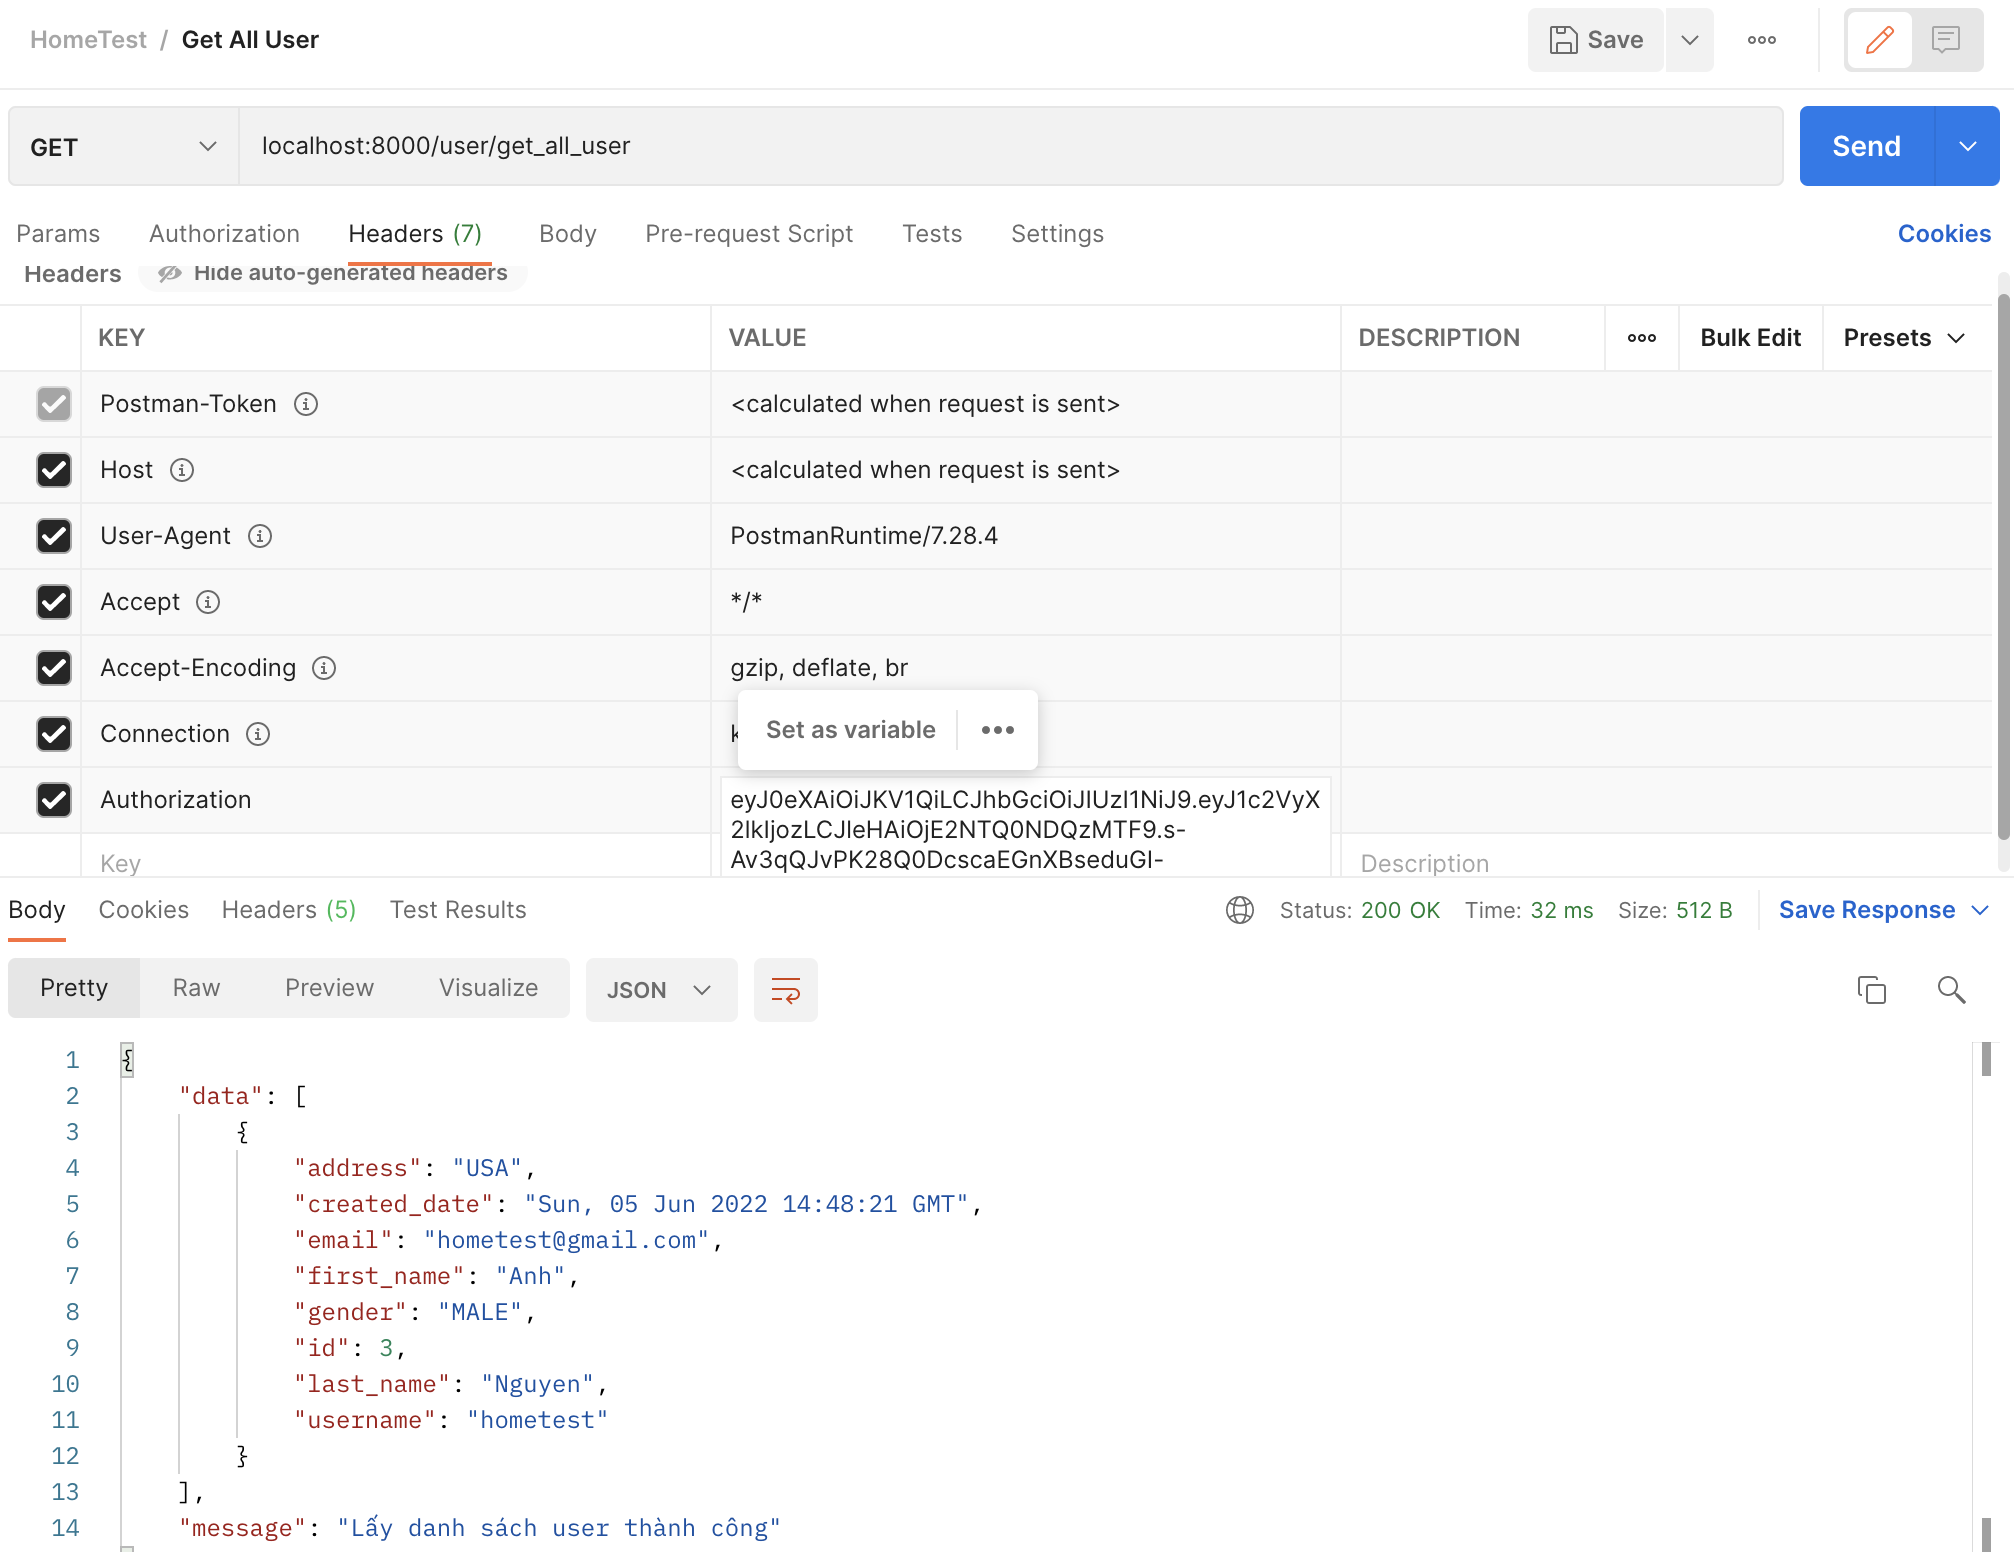 HomeTest / Get All User
Save
GET localhost:8000/user/get_all_user Send
Params Authorization Headers (7) Body Pre-request Script Tests Settings Cookies
Headers Hide auto-generated headers
KEY VALUE DESCRIPTION Bulk Edit Presets
Postman-Token <calculated when request is sent>
Host <calculated when request is sent>
User-Agent PostmanRuntime/7.28.4
Accept */*
Accept-Encoding gzip, deflate, br
Set as variable
Connection
Authorization eyJ0eXAiOiJKV1QiLCJhbGciOiJIUzI1NiJ9.eyJ1c2VyX
2lkIjozLCJleHAiOjE2NTQ0NDQzMTF9.s-
Av3qQJvPK28Q0DcscaEGnXBseduGI-
Key Description
Body Cookies Headers (5) Test Results Status: 200 OK Time: 32 ms Size: 512 B Save Response
Pretty Raw Preview Visualize JSON
1 {
2 "data": [
3 {
4 "address": "USA",
5 "created_date": "Sun, 05 Jun 2022 14:48:21 GMT",
6 "email": "hometest@gmail.com",
7 "first_name": "Anh",
8 "gender": "MALE",
9 "id": 3,
10 "last_name": "Nguyen",
11 "username": "hometest"
12 }
13 ],
14 "message": "Lấy danh sách user thành công"